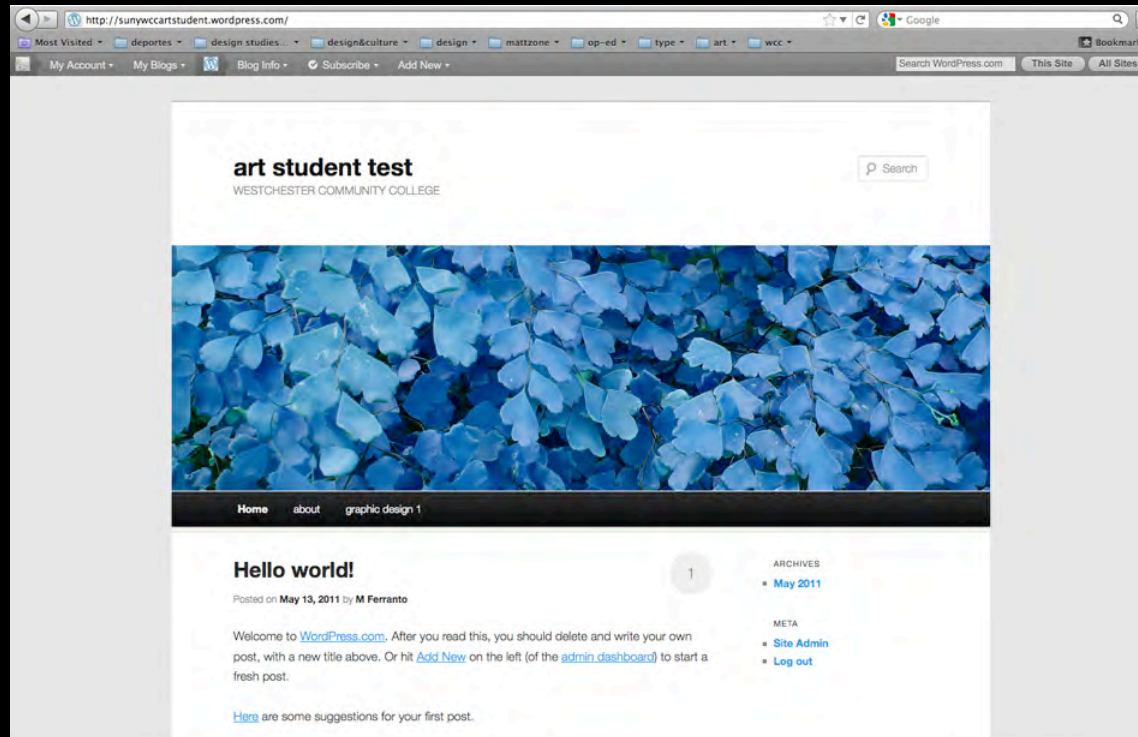 http://sunywccartstudent.wordpress.com/
Google
Most Visited deportes design studies... design&culture design mattzone op-ed type art wcc
Bookmar
My Account My Blogs Blog Info Subscribe Add New
Search WordPress.com This Site All Sites
art student test
WESTCHESTER COMMUNITY COLLEGE
Search
Home about graphic design 1
Hello world!
1
Posted on May 13, 2011 by M Ferranto
Welcome to WordPress.com. After you read this, you should delete and write your own
post, with a new title above. Or hit Add New on the left (of the admin dashboard) to start a
fresh post.
Here are some suggestions for your first post.
ARCHIVES
May 2011
META
Site Admin
Log out